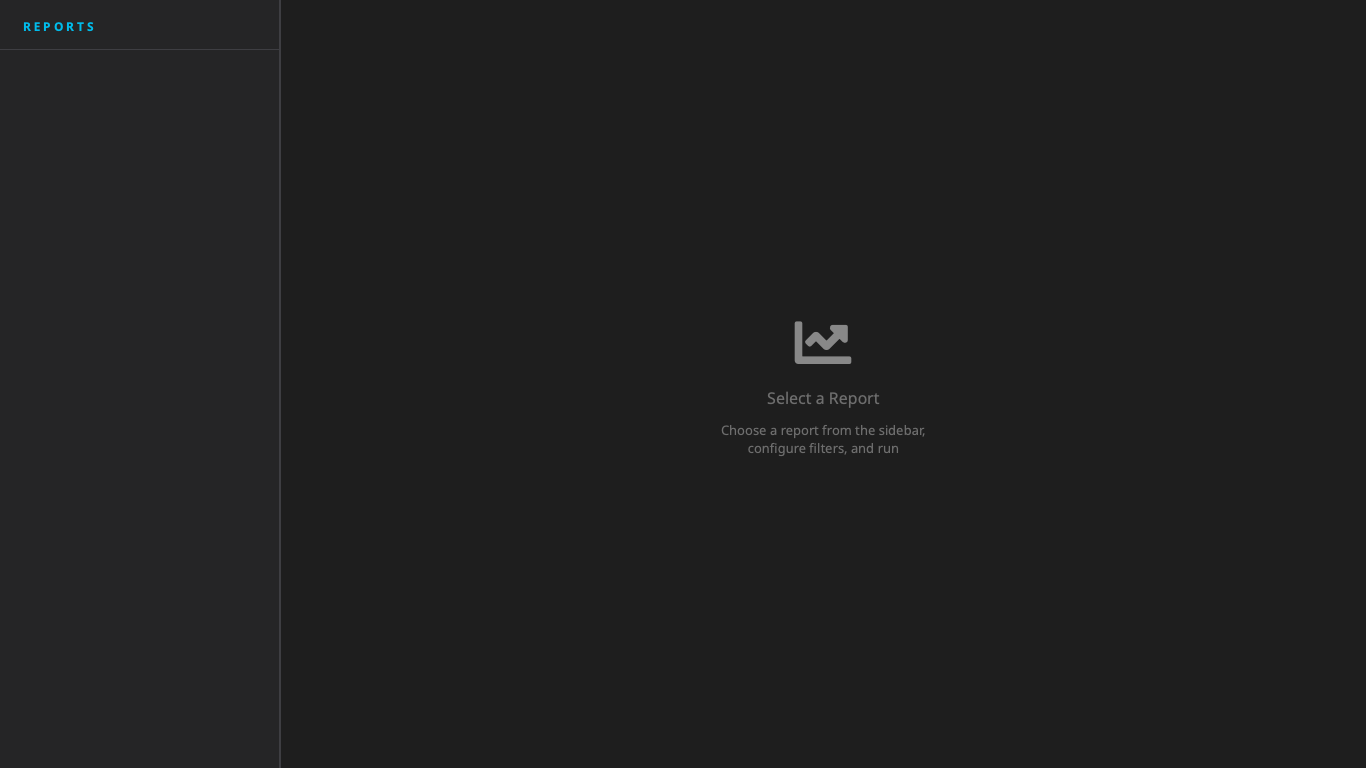 REPORTS
Select a Report
Choose a report from the sidebar,
configure filters, and run